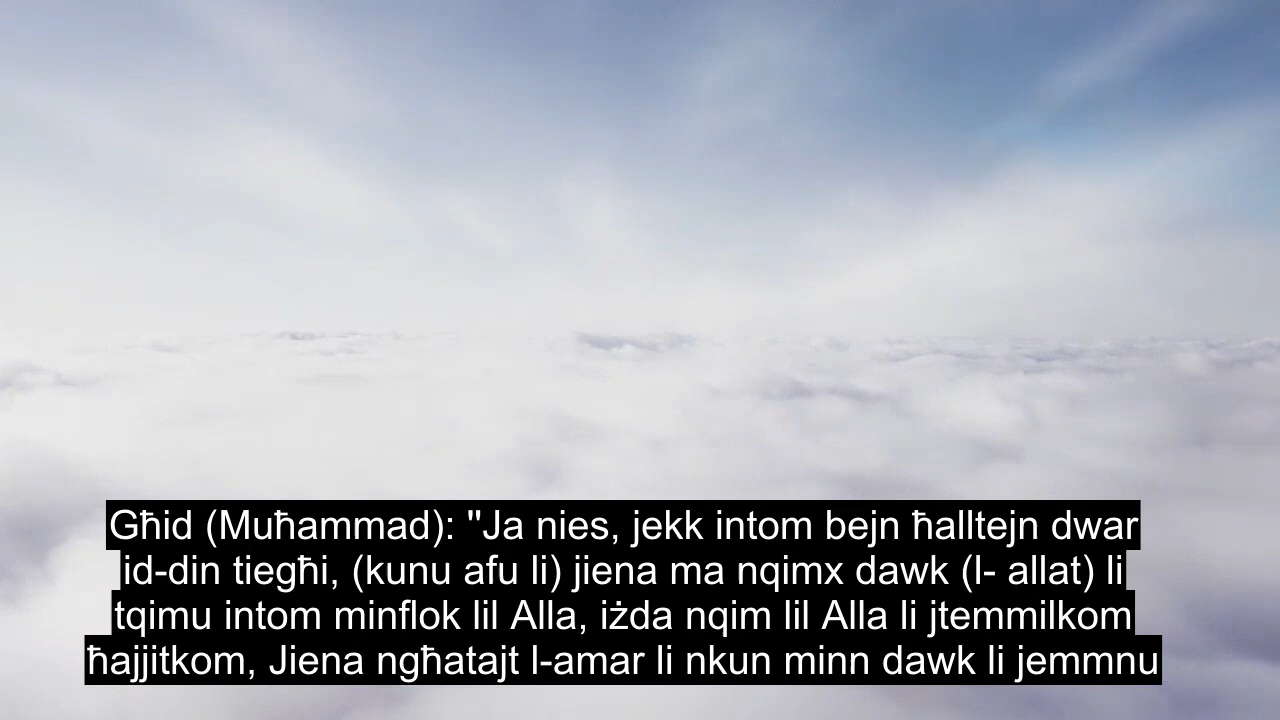 Għid (Muħammad): "Ja nies, jekk intom bejn ħalltejn dwar
id-din tiegħi, (kunu afu li) jiena ma nqimx dawk (l- allat) li
tqimu intom minflok lil Alla, iżda nqim lil Alla li jtemmilkom
ħajjitkom, Jiena ngħatajt l-amar li nkun minn dawk li jemmnu